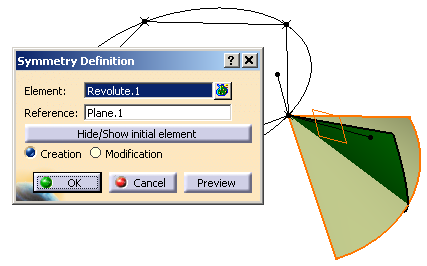 Symmetry Definition
Element: Revolute.1
Reference: Plane.1
Hide/Show initial element
Creation Modification
OK Cancel Preview